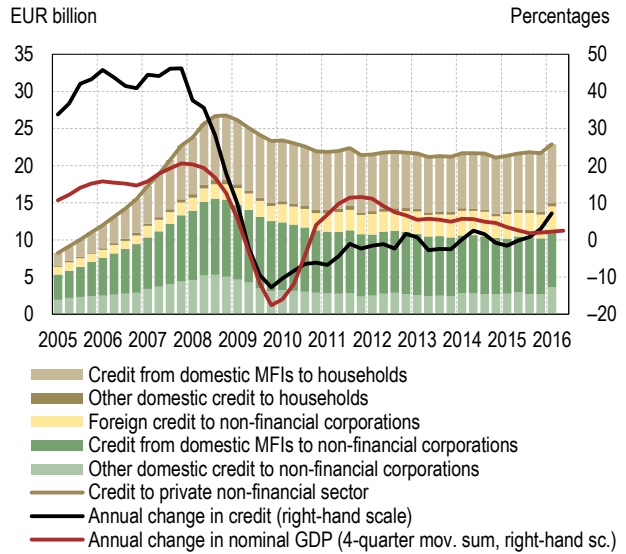 EUR billion Percentages
35 50
30 40
25 30
20 20
15 10
10 0
5 –10
0 –20
2005 2006 2007 2008 2009 2010 2011 2012 2013 2014 2015 2016
Credit from domestic MFIs to households
Other domestic credit to households
Foreign credit to non-financial corporations
Credit from domestic MFIs to non-financial corporations
Other domestic credit to non-financial corporations
Credit to private non-financial sector
Annual change in credit (right-hand scale)
Annual change in nominal GDP (4-quarter mov. sum, right-hand sc.)